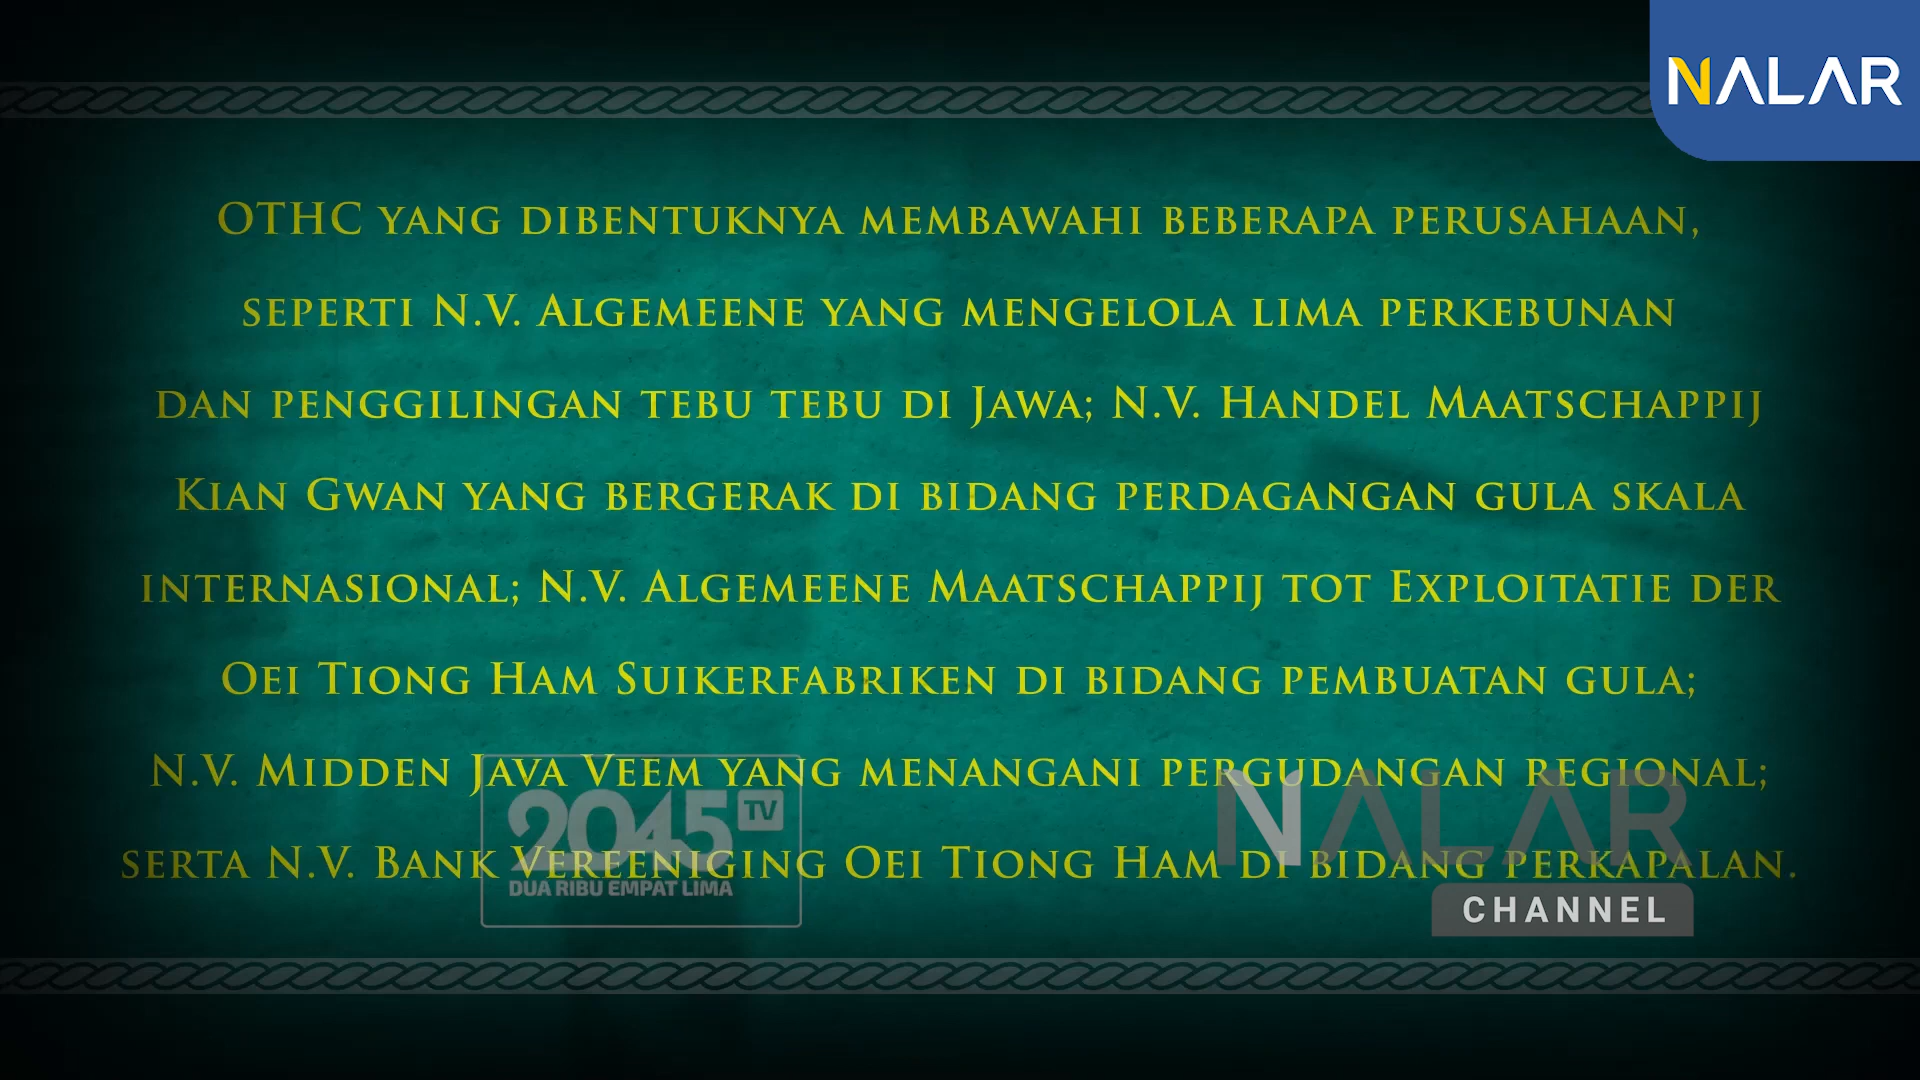 NALAR
OTHC YANG DIBENTUKNYA MEMBAWAHI BEBERAPA PERUSAHAAN,
SEPERTI N.V. ALGEMEENE YANG MENGELOLA LIMA PERKEBUNAN
DAN PENGGILINGAN TEBU TEBU DI JAWA; N.V. HANDEL MAATSCHAPPIJ
KIAN GWAN YANG BERGERAK DI BIDANG PERDAGANGAN GULA SKALA
INTERNASIONAL; N.V. ALGEMEENE MAATSCHAPPIJ TOT EXPLOITATIE DER
OEI TIONG HAM SUIKERFABRIKEN DI BIDANG PEMBUATAN GULA;
N.V. MIDDEN JAVA VEEM YANG MENANGANI PERGUDANGAN REGIONAL;
SERTA N.V. BANK VEREENIGING OEI TIONG HAM DI BIDANG PERKAPALAN.
2045 TV
DUA RIBU EMPAT LIMA
NALAR
CHANNEL